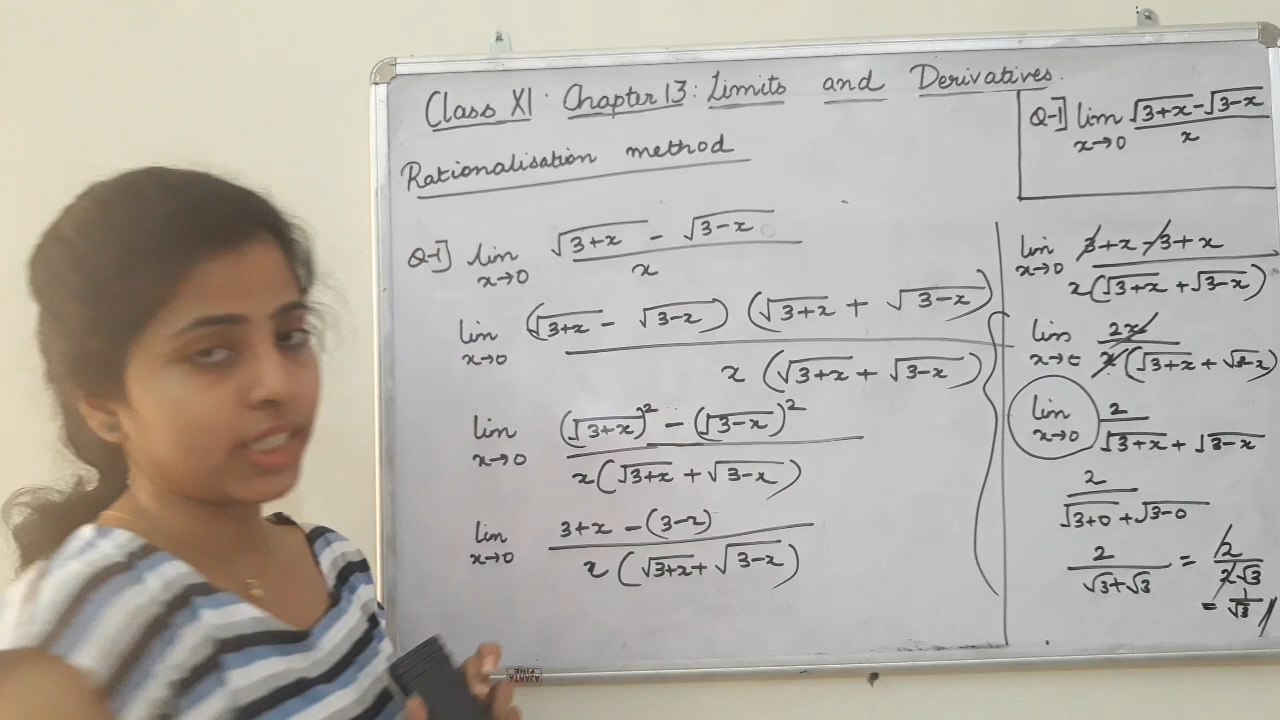 Class XI : Chapter 13 : Limits and Derivatives.
Rationalisation method
Q-1] lim x→0 (√(3+x) - √(3-x)) / x
Q-1] lim x→0 (√(3+x) - √(3-x)) / x
lim x→0 (√(3+x) - √(3-x)) (√(3+x) + √(3-x)) / x (√(3+x) + √(3-x))
lim x→0 ((√(3+x))² - (√(3-x))²) / x(√(3+x) + √(3-x))
lim x→0 (3+x - (3-x)) / x (√(3+x) + √(3-x))
lim x→0 (3+x-3+x) / x(√(3+x) + √(3-x))
lim x→0 2x / x(√(3+x) + √(3-x))
lim x→0 2 / (√(3+x) + √(3-x))
2 / (√(3+0) + √(3-0))
2 / (√3+√3) = 2 / 2√3
= 1/√3 //
AJANTA
FINE